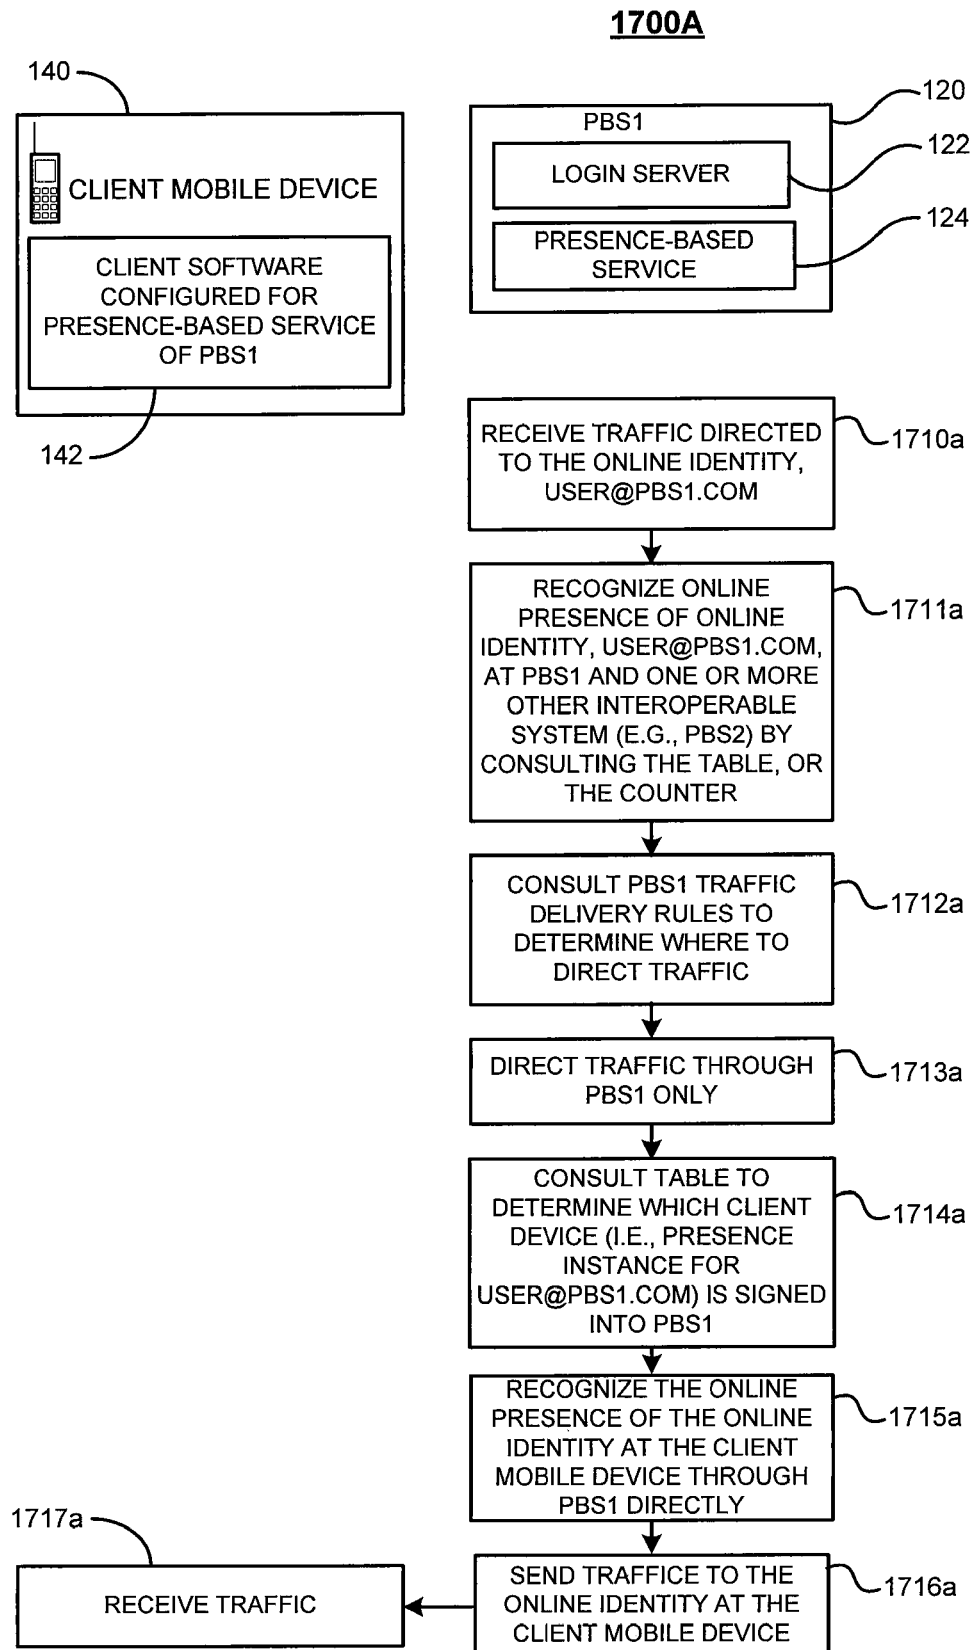 1700A
140
CLIENT MOBILE DEVICE
CLIENT SOFTWARE
CONFIGURED FOR
PRESENCE-BASED SERVICE
OF PBS1
142
120
PBS1
122
LOGIN SERVER
124
PRESENCE-BASED
SERVICE
1710a
RECEIVE TRAFFIC DIRECTED
TO THE ONLINE IDENTITY,
USER@PBS1.COM
1711a
RECOGNIZE ONLINE
PRESENCE OF ONLINE
IDENTITY, USER@PBS1.COM,
AT PBS1 AND ONE OR MORE
OTHER INTEROPERABLE
SYSTEM (E.G., PBS2) BY
CONSULTING THE TABLE, OR
THE COUNTER
1712a
CONSULT PBS1 TRAFFIC
DELIVERY RULES TO
DETERMINE WHERE TO
DIRECT TRAFFIC
1713a
DIRECT TRAFFIC THROUGH
PBS1 ONLY
1714a
CONSULT TABLE TO
DETERMINE WHICH CLIENT
DEVICE (I.E., PRESENCE
INSTANCE FOR
USER@PBS1.COM) IS SIGNED
INTO PBS1
1715a
RECOGNIZE THE ONLINE
PRESENCE OF THE ONLINE
IDENTITY AT THE CLIENT
MOBILE DEVICE THROUGH
PBS1 DIRECTLY
1716a
SEND TRAFFICE TO THE
ONLINE IDENTITY AT THE
CLIENT MOBILE DEVICE
1717a
RECEIVE TRAFFIC